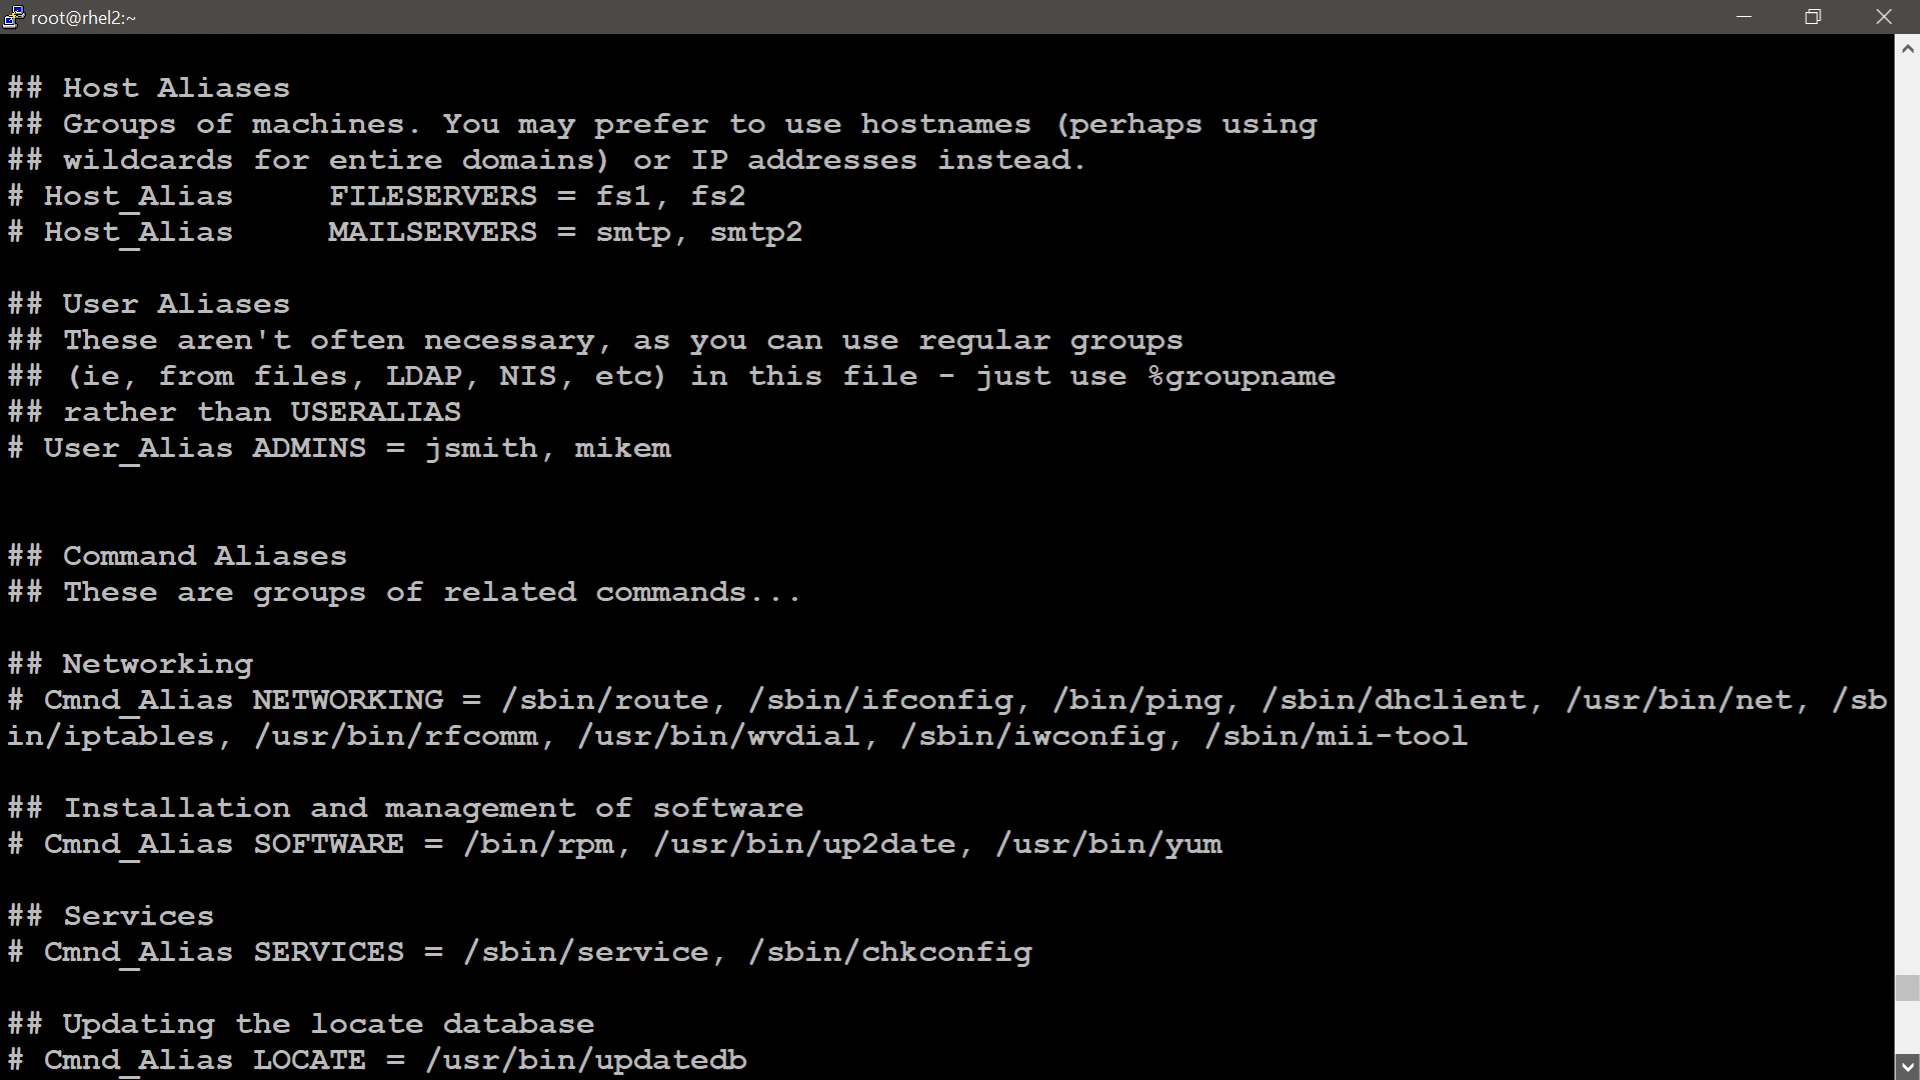 root@rhel2:~
## Host Aliases
## Groups of machines. You may prefer to use hostnames (perhaps using
## wildcards for entire domains) or IP addresses instead.
# Host_Alias     FILESERVERS = fs1, fs2
# Host_Alias     MAILSERVERS = smtp, smtp2
## User Aliases
## These aren't often necessary, as you can use regular groups
## (ie, from files, LDAP, NIS, etc) in this file - just use %groupname
## rather than USERALIAS
# User_Alias ADMINS = jsmith, mikem
## Command Aliases
## These are groups of related commands...
## Networking
# Cmnd_Alias NETWORKING = /sbin/route, /sbin/ifconfig, /bin/ping, /sbin/dhclient, /usr/bin/net, /sb
in/iptables, /usr/bin/rfcomm, /usr/bin/wvdial, /sbin/iwconfig, /sbin/mii-tool
## Installation and management of software
# Cmnd_Alias SOFTWARE = /bin/rpm, /usr/bin/up2date, /usr/bin/yum
## Services
# Cmnd_Alias SERVICES = /sbin/service, /sbin/chkconfig
## Updating the locate database
# Cmnd_Alias LOCATE = /usr/bin/updatedb